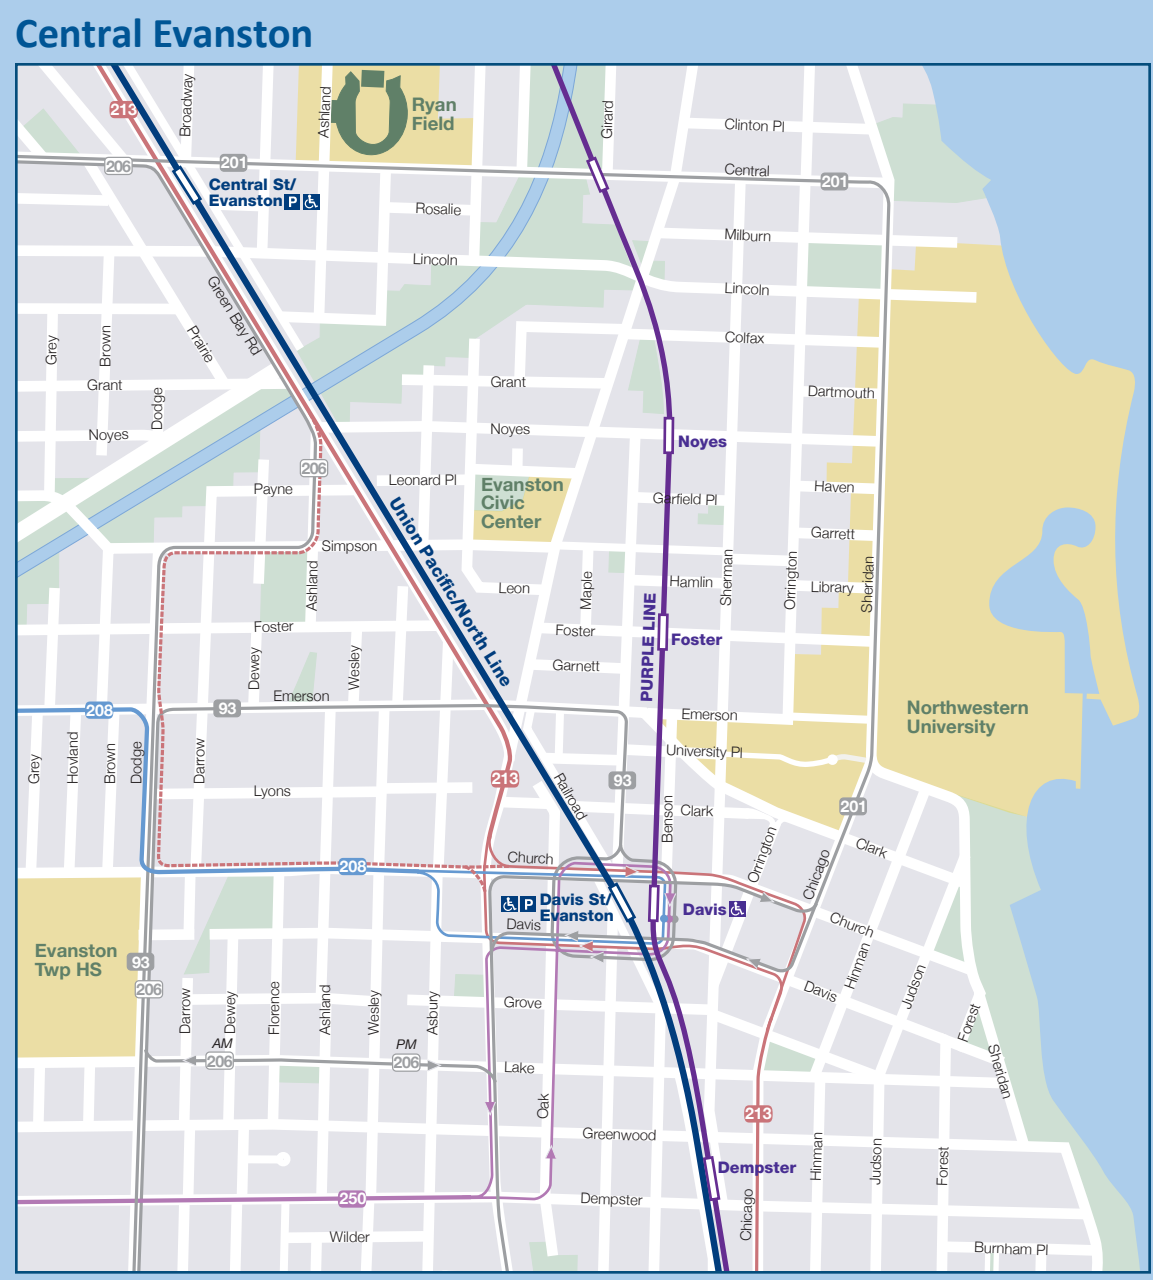 Central Evanston
213
Broadway
Ashland
Ryan
Field
Girard
Clinton Pl
206
201
Central
201
Central St/
Evanston P
Rosalie
Milburn
Lincoln
Lincoln
Green Bay Rd
Grey
Brown
Prairie
Colfax
Grant
Dodge
Grant
Dartmouth
Noyes
Noyes
Noyes
206
Payne
Leonard Pl
Evanston
Civic
Center
Garfield Pl
Haven
Garrett
Simpson
Union Pacific/North Line
Ashland
Leon
Maple
Hamlin
Sherman
Orrington
Library
Sheridan
Foster
Foster
Foster
PURPLE LINE
Dewey
Wesley
Garnett
Emerson
93
208
Emerson
Northwestern
University
Grey
Hovland
Brown
Dodge
Darrow
University Pl
213
Railroad
93
Lyons
Benson
Clark
201
Orrington
Chicago
Clark
208
Church
P Davis St/
Evanston
Davis
Davis
Church
Evanston
Twp HS
93
206
Hinman
Judson
Davis
Forest
Sheridan
Darrow
Dewey
Florence
Ashland
Wesley
Asbury
Grove
AM
206
PM
206
Lake
Oak
213
Greenwood
Hinman
Judson
Forest
Dempster
250
Dempster
Chicago
Wilder
Burnham Pl